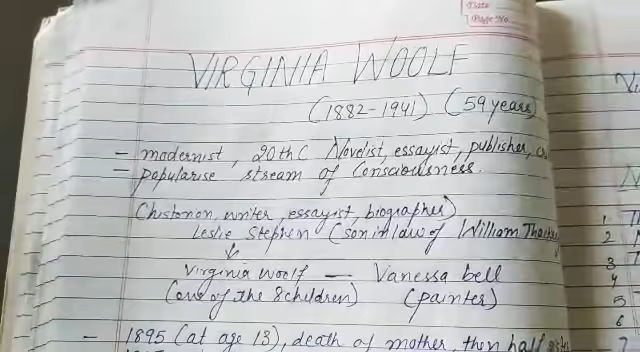 Date
Page No.
VIRGINIA WOOLF
(1882-1941) (59 years)
- modernist, 20th C Novelist, essayist, publisher,
- popularise stream of Consciousness.
writer, essayist, biographer)
Leslie Stephen (son in law of William
Virginia Woolf — Vanessa bell
(one of the 8 children) (painter)
- 1895 (at age 13), death of mother, then half
1
2
3
4
5
6
7